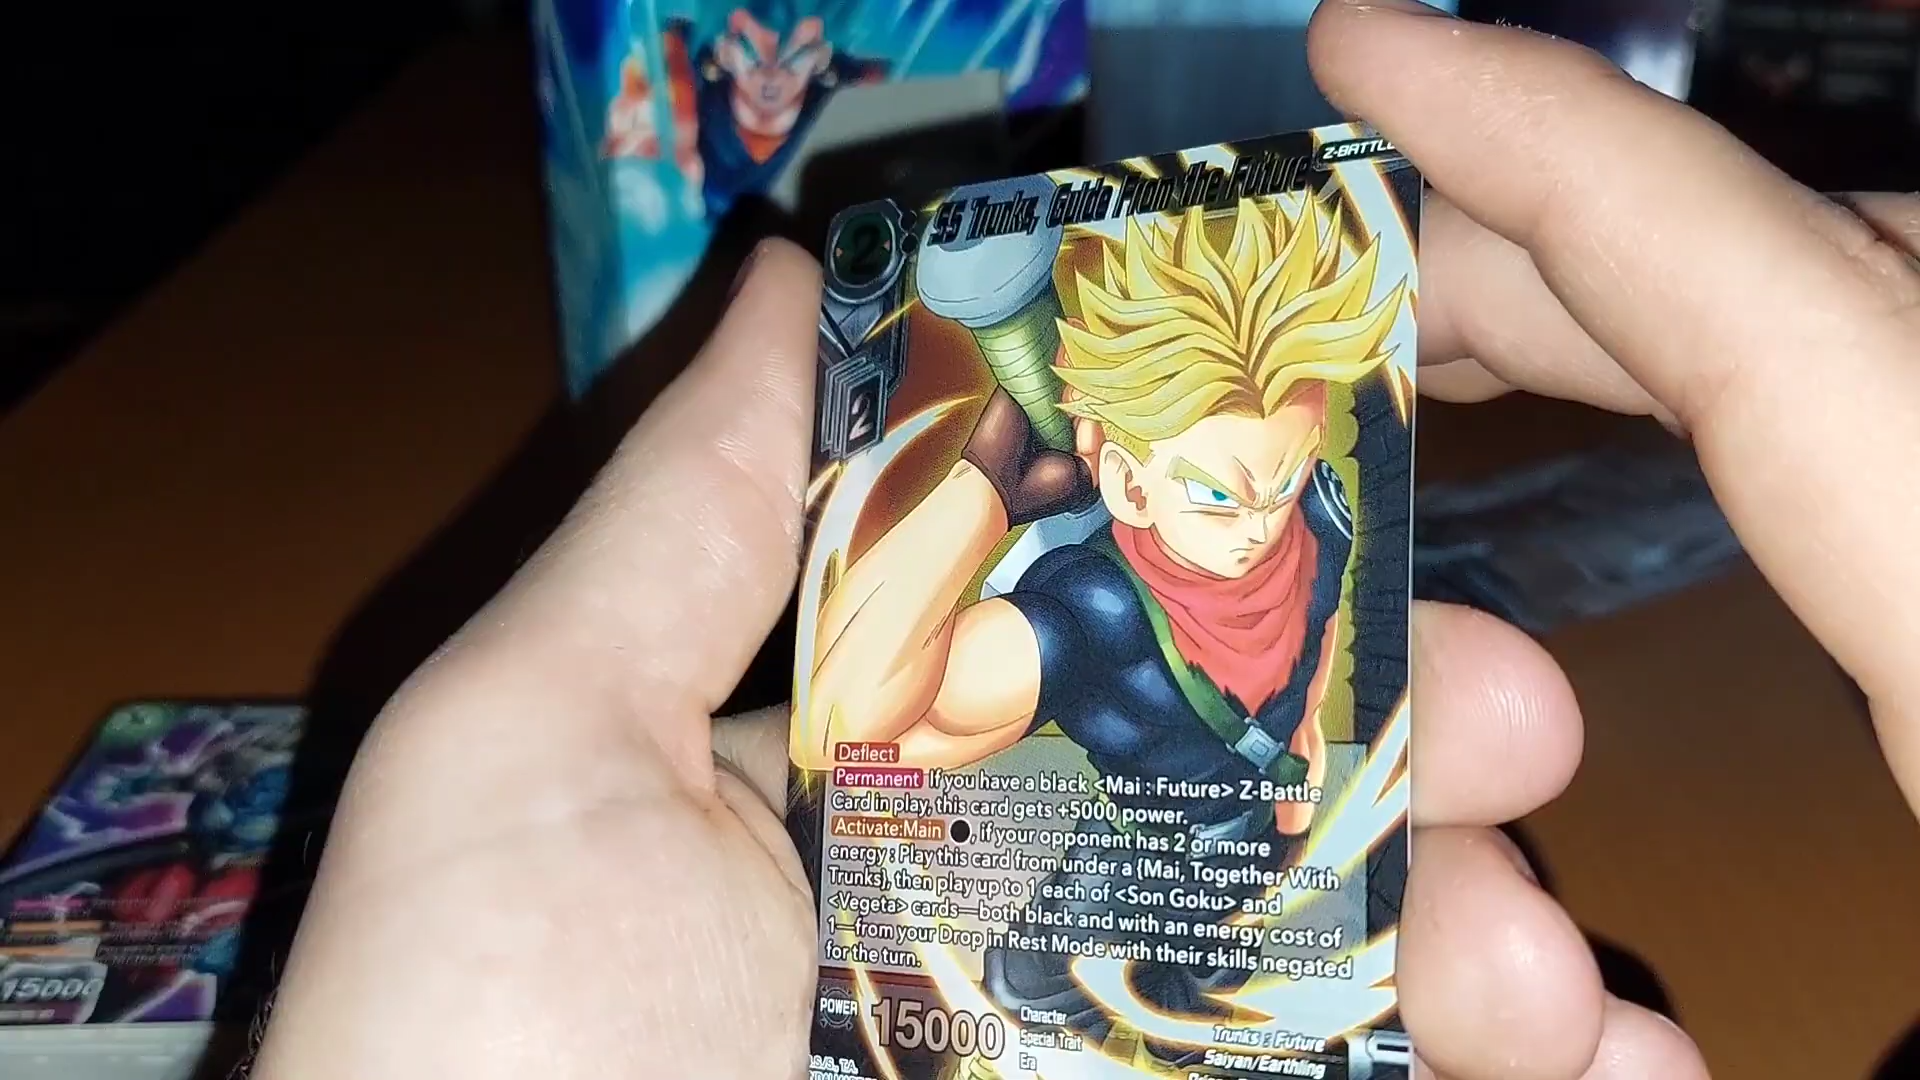 Z-BATTLE
SS Trunks, Guide From the Future
2
2
Deflect
Permanent If you have a black <Mai : Future> Z-Battle
Card in play, this card gets +5000 power.
Activate:Main ●, if your opponent has 2 or more
energy : Play this card from under a {Mai, Together With
Trunks}, then play up to 1 each of <Son Goku> and
<Vegeta> cards—both black and with an energy cost of
1—from your Drop in Rest Mode with their skills negated
for the turn.
POWER 15000
Character Trunks : Future
Special Trait Saiyan/Earthling
Era
15000